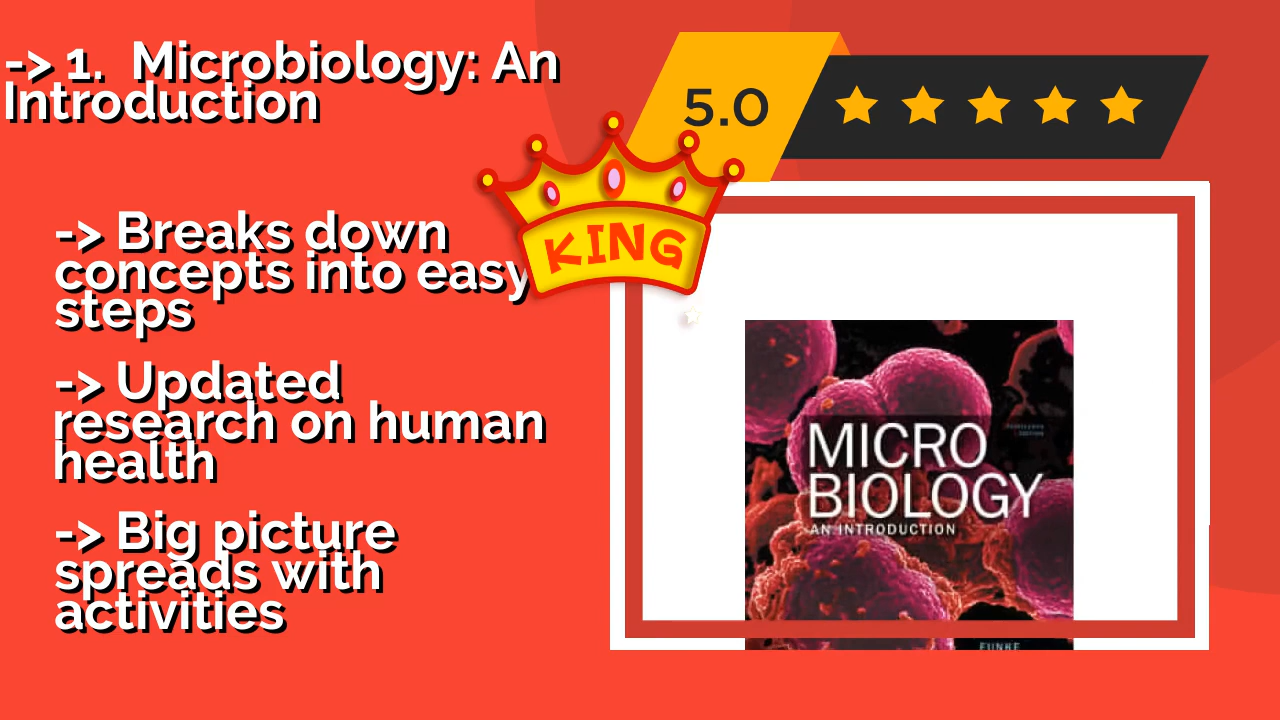 -> 1. Microbiology: An
Introduction
5.0
KING
-> Breaks down
concepts into easy
steps
-> Updated
research on human
health
-> Big picture
spreads with
activities
MICRO
BIOLOGY
AN INTRODUCTION
FUNKE